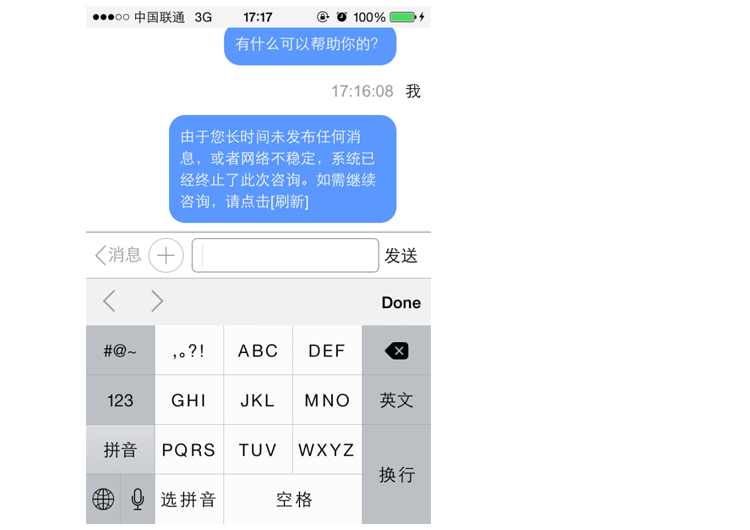 中国联通 3G 17:17 100%
有什么可以帮助你的?
17:16:08 我
由于您长时间未发布任何消
息，或者网络不稳定，系统已
经终止了此次咨询。如需继续
咨询，请点击[刷新]
消息 发送
Done
#@~ ,。?! ABC DEF
123 GHI JKL MNO 英文
拼音 PQRS TUV WXYZ 换行
选拼音 空格